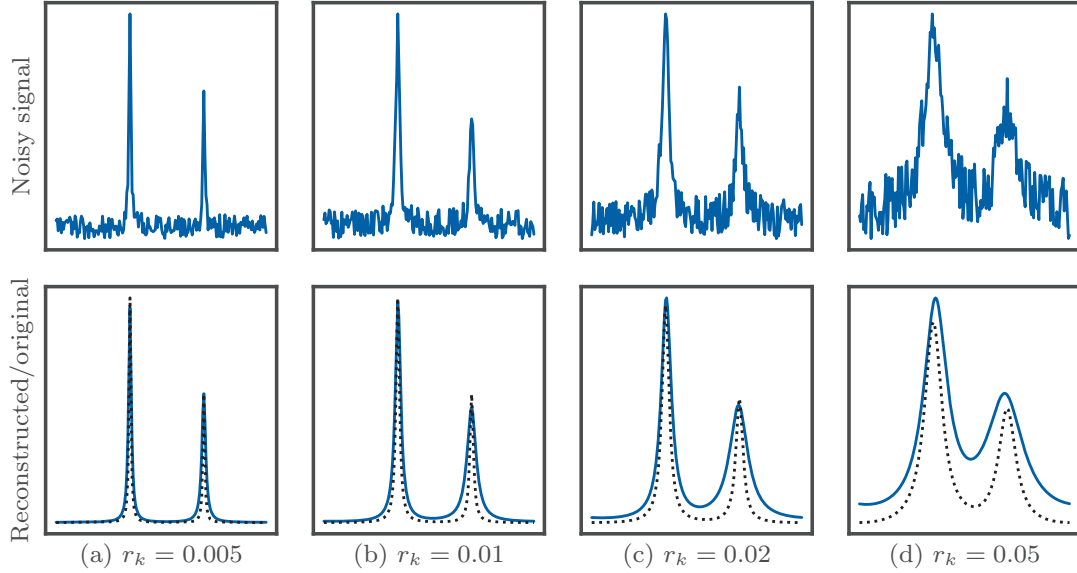 Noisy signal
Reconstructed/original
(a) r_k = 0.005
(b) r_k = 0.01
(c) r_k = 0.02
(d) r_k = 0.05